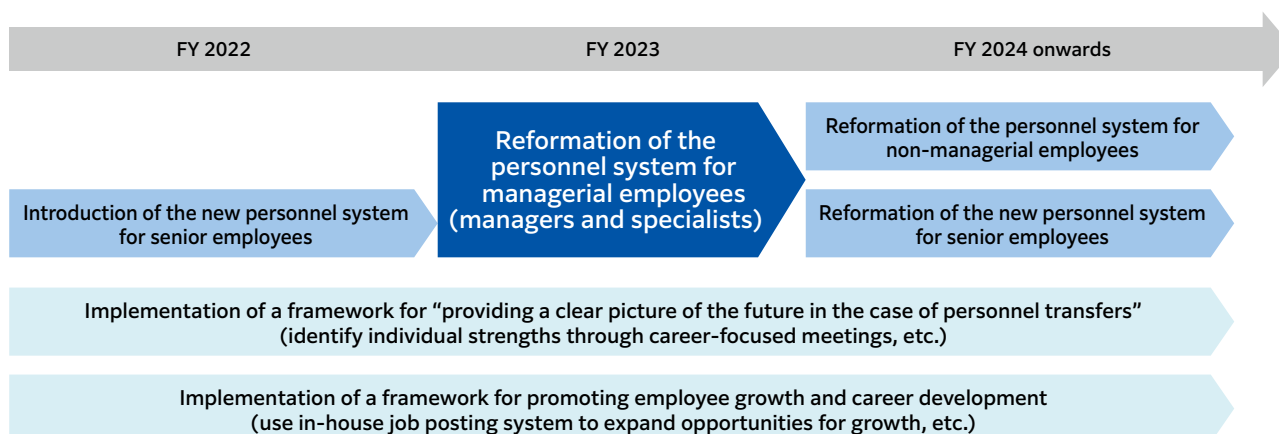 FY 2022
FY 2023
FY 2024 onwards
Introduction of the new personnel system
for senior employees
Reformation of the
personnel system for
managerial employees
(managers and specialists)
Reformation of the personnel system for
non-managerial employees
Reformation of the new personnel system
for senior employees
Implementation of a framework for “providing a clear picture of the future in the case of personnel transfers”
(identify individual strengths through career-focused meetings, etc.)
Implementation of a framework for promoting employee growth and career development
(use in-house job posting system to expand opportunities for growth, etc.)